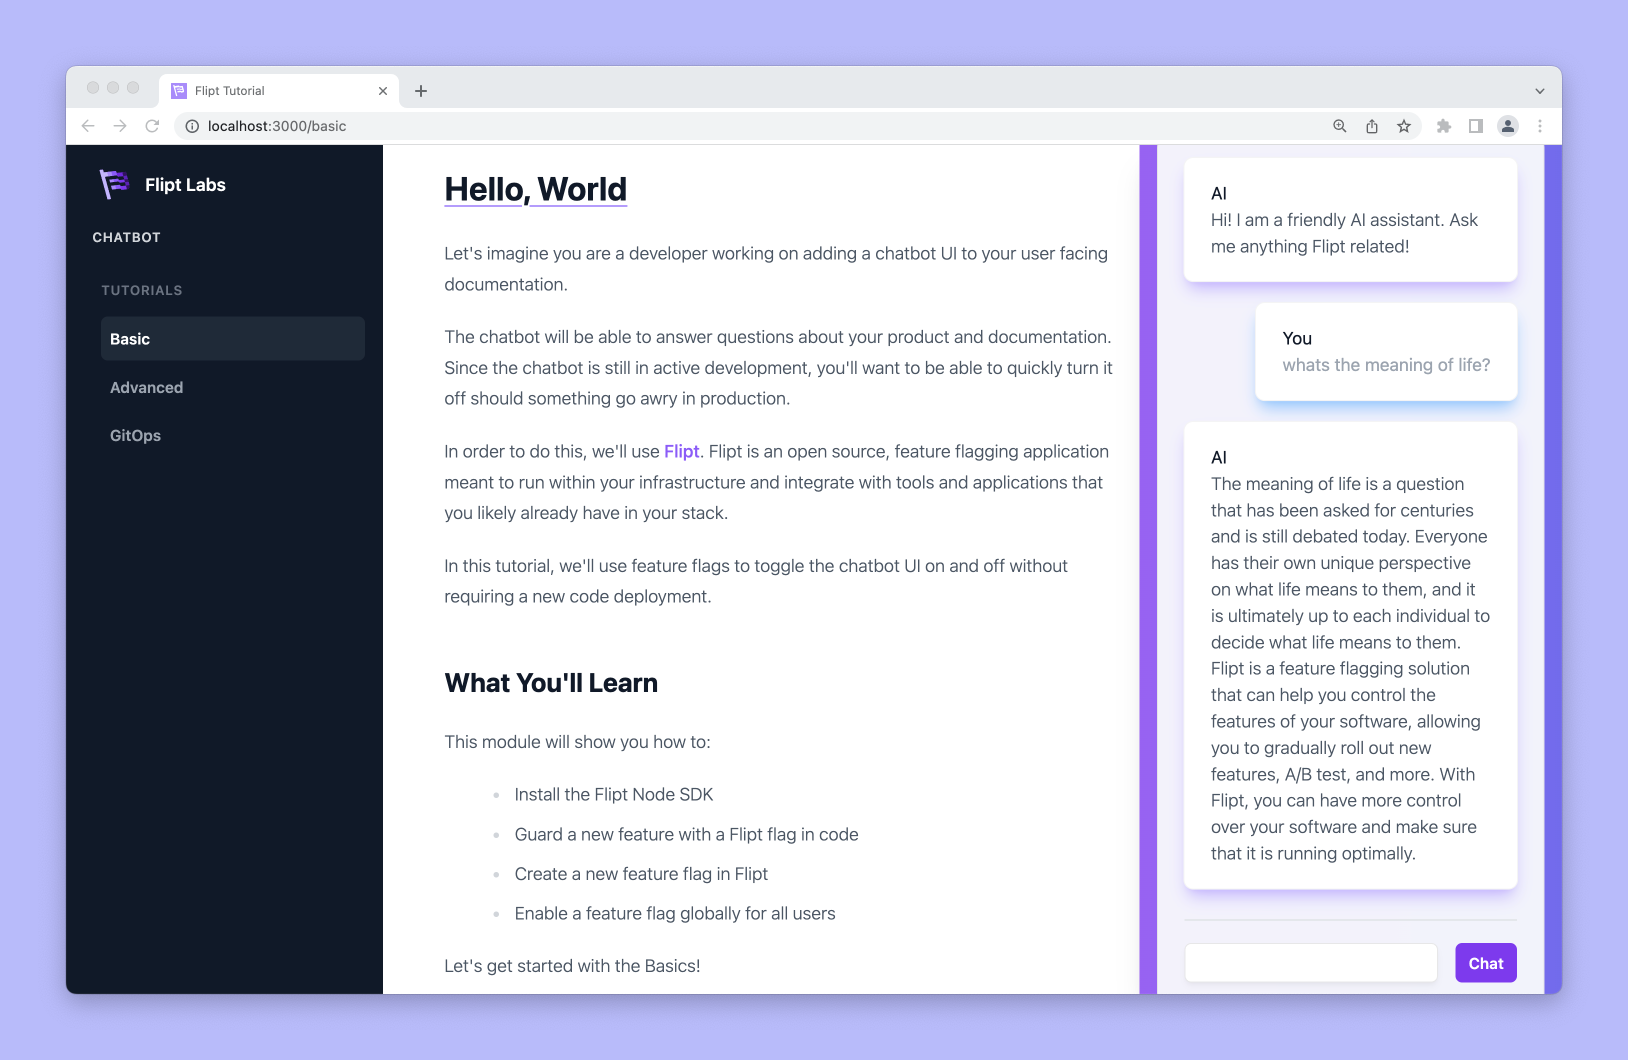 Flipt Tutorial
localhost:3000/basic
Flipt Labs
CHATBOT
TUTORIALS
Basic
Advanced
GitOps
Hello, World
Let's imagine you are a developer working on adding a chatbot UI to your user facing
documentation.
The chatbot will be able to answer questions about your product and documentation.
Since the chatbot is still in active development, you'll want to be able to quickly turn it
off should something go awry in production.
In order to do this, we'll use Flipt. Flipt is an open source, feature flagging application
meant to run within your infrastructure and integrate with tools and applications that
you likely already have in your stack.
In this tutorial, we'll use feature flags to toggle the chatbot UI on and off without
requiring a new code deployment.
What You'll Learn
This module will show you how to:
Install the Flipt Node SDK
Guard a new feature with a Flipt flag in code
Create a new feature flag in Flipt
Enable a feature flag globally for all users
Let's get started with the Basics!
AI
Hi! I am a friendly AI assistant. Ask
me anything Flipt related!
You
whats the meaning of life?
AI
The meaning of life is a question
that has been asked for centuries
and is still debated today. Everyone
has their own unique perspective
on what life means to them, and it
is ultimately up to each individual to
decide what life means to them.
Flipt is a feature flagging solution
that can help you control the
features of your software, allowing
you to gradually roll out new
features, A/B test, and more. With
Flipt, you can have more control
over your software and make sure
that it is running optimally.
Chat